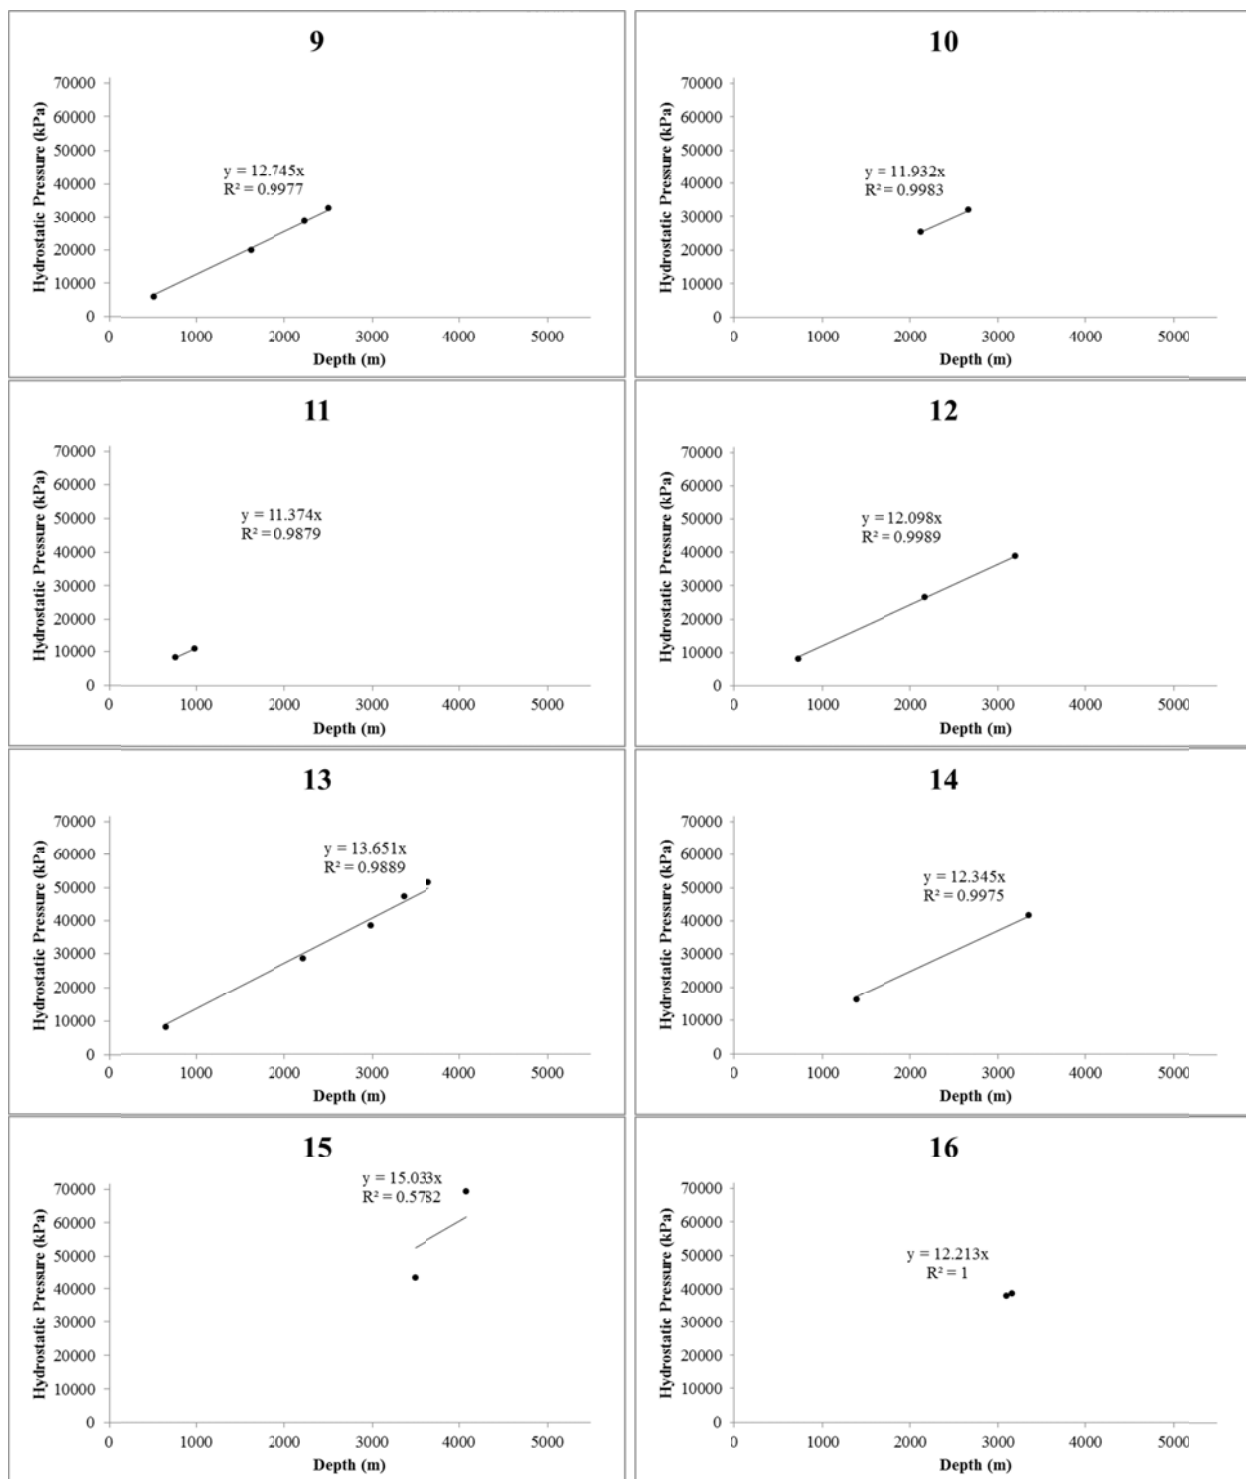 9
70000
60000
50000
40000
30000
20000
10000
0
Hydrostatic Pressure (kPa)
y = 12.745x
R² = 0.9977
0 1000 2000 3000 4000 5000
Depth (m)
10
70000
60000
50000
40000
30000
20000
10000
0
Hydrostatic Pressure (kPa)
y = 11.932x
R² = 0.9983
0 1000 2000 3000 4000 5000
Depth (m)
11
70000
60000
50000
40000
30000
20000
10000
0
Hydrostatic Pressure (kPa)
y = 11.374x
R² = 0.9879
0 1000 2000 3000 4000 5000
Depth (m)
12
70000
60000
50000
40000
30000
20000
10000
0
Hydrostatic Pressure (kPa)
y = 12.098x
R² = 0.9989
0 1000 2000 3000 4000 5000
Depth (m)
13
70000
60000
50000
40000
30000
20000
10000
0
Hydrostatic Pressure (kPa)
y = 13.651x
R² = 0.9889
0 1000 2000 3000 4000 5000
Depth (m)
14
70000
60000
50000
40000
30000
20000
10000
0
Hydrostatic Pressure (kPa)
y = 12.345x
R² = 0.9975
0 1000 2000 3000 4000 5000
Depth (m)
15
70000
60000
50000
40000
30000
20000
10000
0
Hydrostatic Pressure (kPa)
y = 15.033x
R² = 0.5782
0 1000 2000 3000 4000 5000
Depth (m)
16
70000
60000
50000
40000
30000
20000
10000
0
Hydrostatic Pressure (kPa)
y = 12.213x
R² = 1
0 1000 2000 3000 4000 5000
Depth (m)